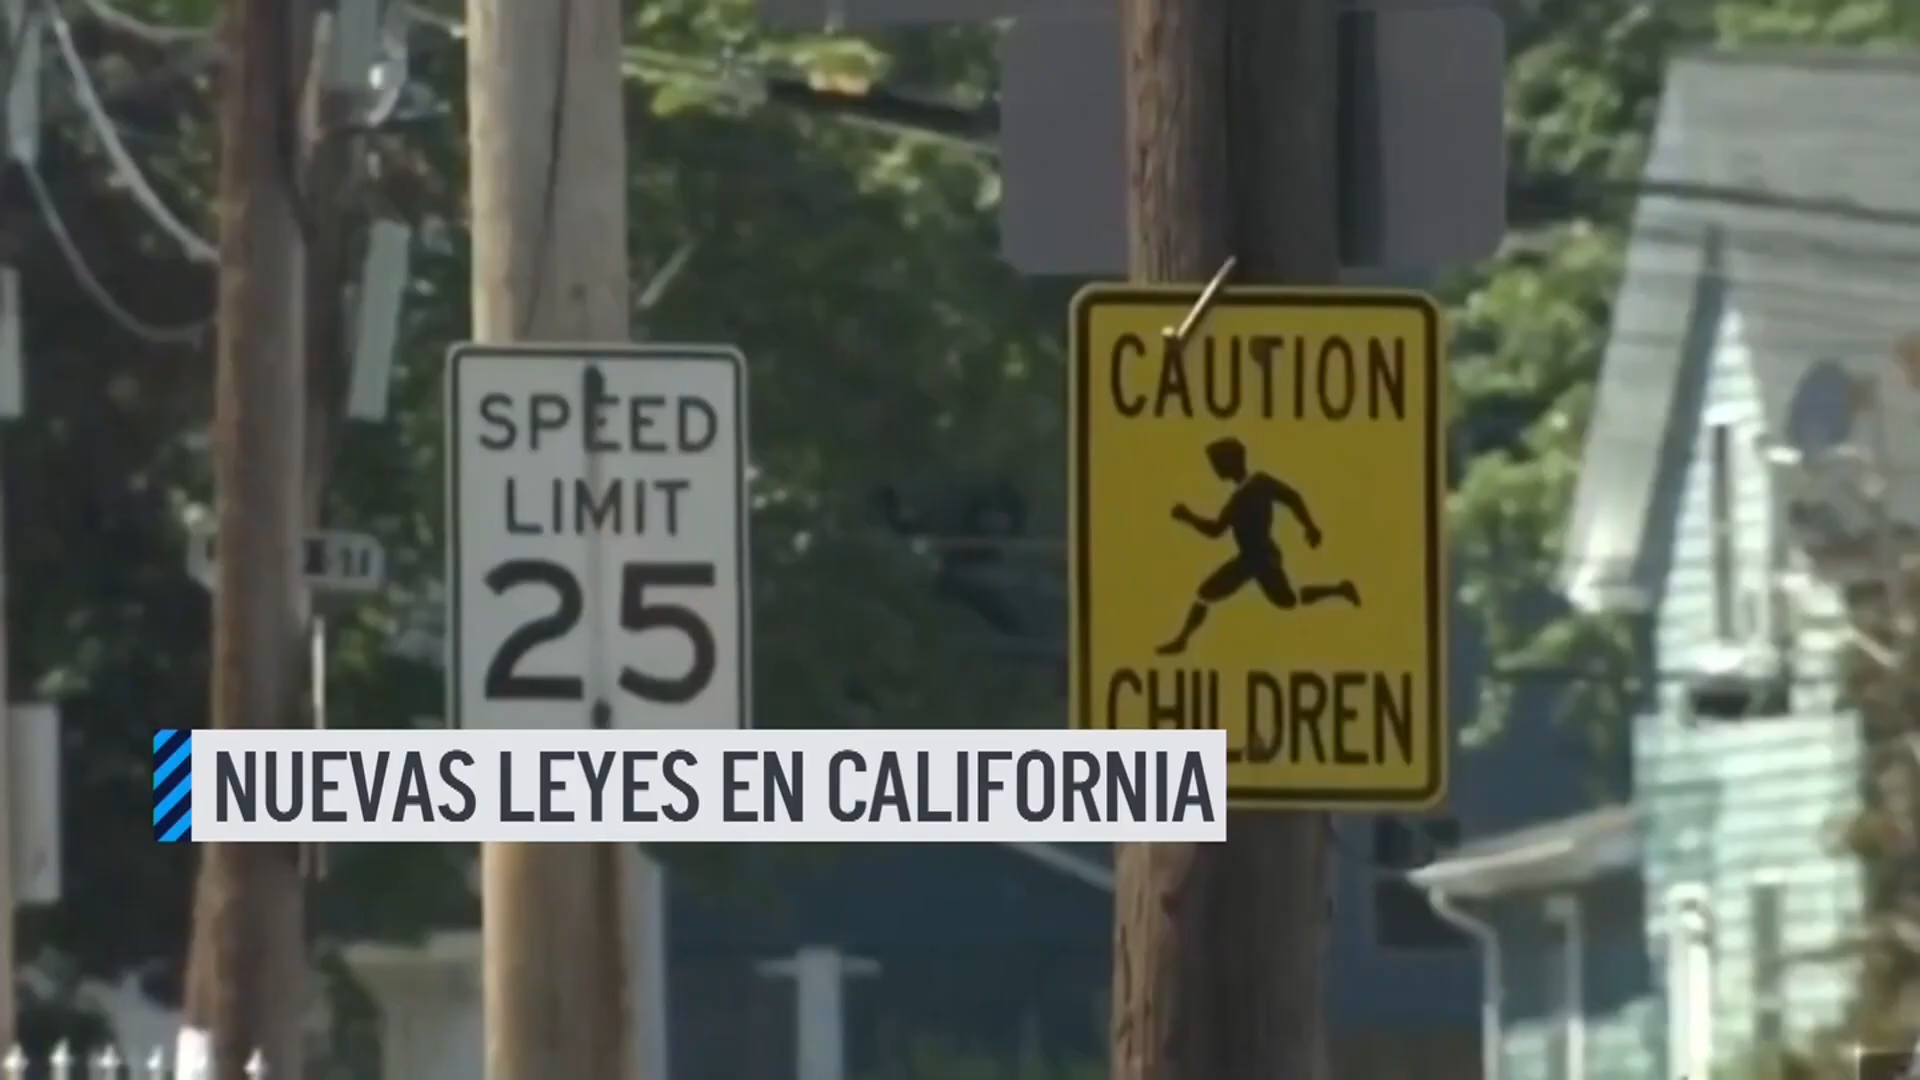 SPEED
LIMIT
25
CAUTION
CHILDREN
NUEVAS LEYES EN CALIFORNIA